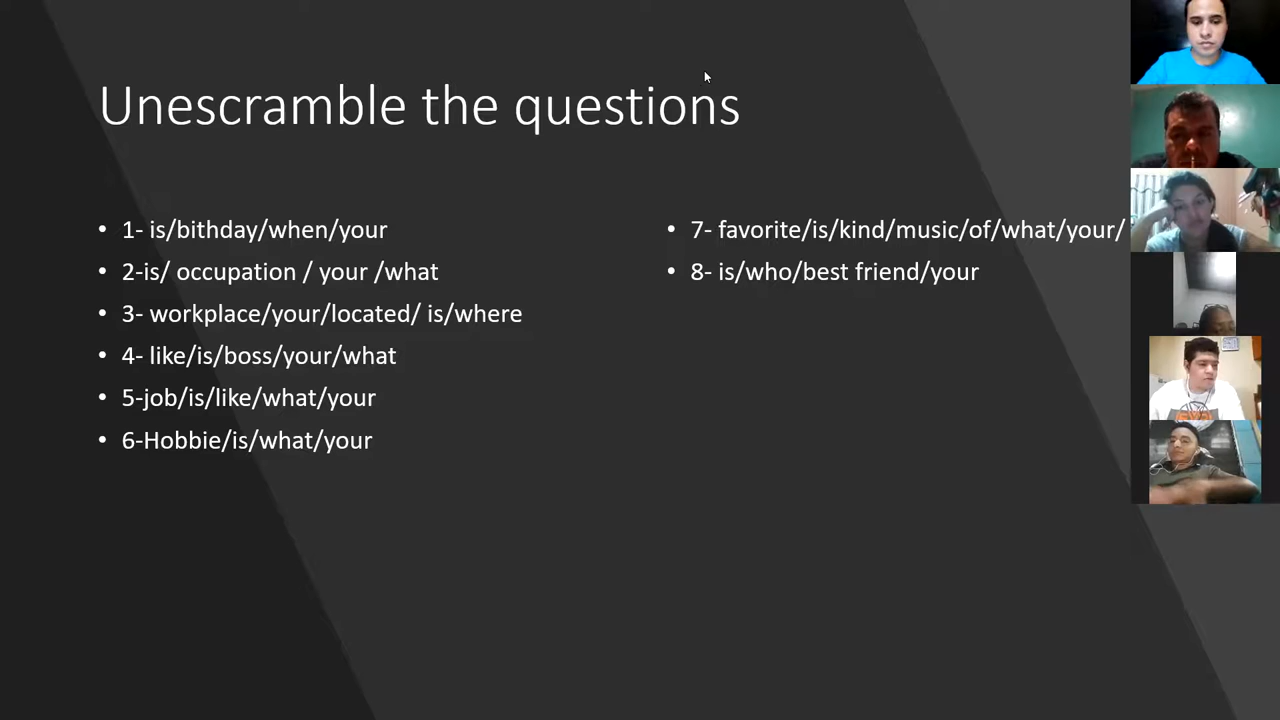 Unescramble the questions
• 1- is/bithday/when/your
• 2-is/ occupation / your /what
• 3- workplace/your/located/ is/where
• 4- like/is/boss/your/what
• 5-job/is/like/what/your
• 6-Hobbie/is/what/your
• 7- favorite/is/kind/music/of/what/your/
• 8- is/who/best friend/your